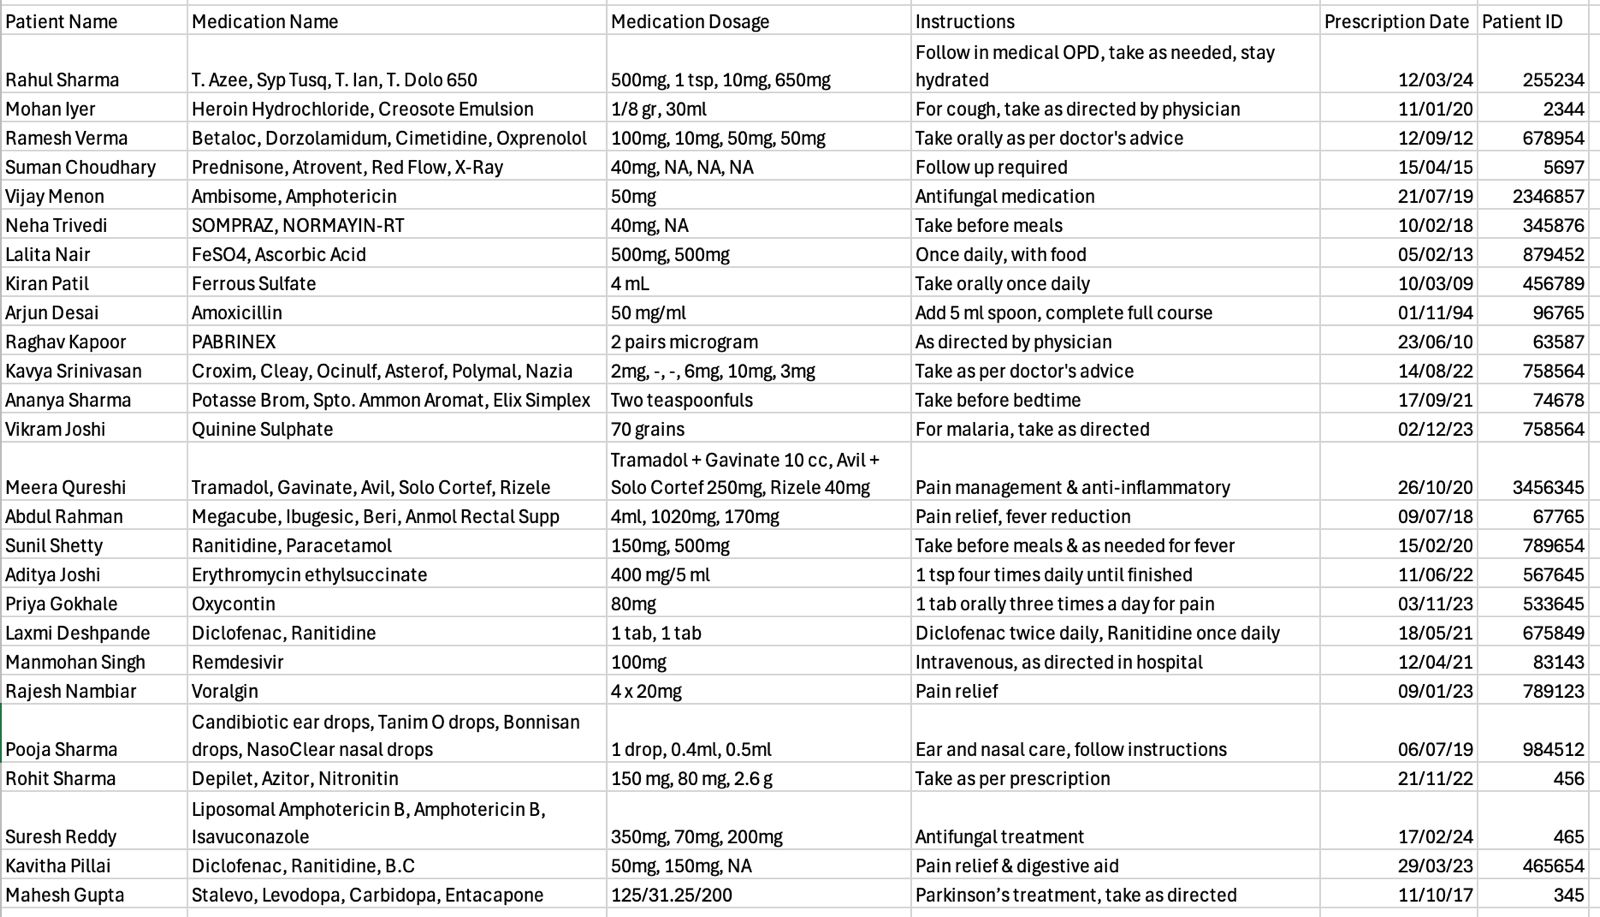 Patient Name Medication Name Medication Dosage Instructions Prescription Date Patient ID
Follow in medical OPD, take as needed, stay
Rahul Sharma T. Azee, Syp Tusq, T. Ian, T. Dolo 650 500mg, 1 tsp, 10mg, 650mg hydrated 12/03/24 255234
Mohan Iyer Heroin Hydrochloride, Creosote Emulsion 1/8 gr, 30ml For cough, take as directed by physician 11/01/20 2344
Ramesh Verma Betaloc, Dorzolamidum, Cimetidine, Oxprenolol 100mg, 10mg, 50mg, 50mg Take orally as per doctor's advice 12/09/12 678954
Suman Choudhary Prednisone, Atrovent, Red Flow, X-Ray 40mg, NA, NA, NA Follow up required 15/04/15 5697
Vijay Menon Ambisome, Amphotericin 50mg Antifungal medication 21/07/19 2346857
Neha Trivedi SOMPRAZ, NORMAYIN-RT 40mg, NA Take before meals 10/02/18 345876
Lalita Nair FeSO4, Ascorbic Acid 500mg, 500mg Once daily, with food 05/02/13 879452
Kiran Patil Ferrous Sulfate 4 mL Take orally once daily 10/03/09 456789
Arjun Desai Amoxicillin 50 mg/ml Add 5 ml spoon, complete full course 01/11/94 96765
Raghav Kapoor PABRINEX 2 pairs microgram As directed by physician 23/06/10 63587
Kavya Srinivasan Croxim, Cleay, Ocinulf, Asterof, Polymal, Nazia 2mg, -, -, 6mg, 10mg, 3mg Take as per doctor's advice 14/08/22 758564
Ananya Sharma Potasse Brom, Spto. Ammon Aromat, Elix Simplex Two teaspoonfuls Take before bedtime 17/09/21 74678
Vikram Joshi Quinine Sulphate 70 grains For malaria, take as directed 02/12/23 758564
Tramadol + Gavinate 10 cc, Avil +
Meera Qureshi Tramadol, Gavinate, Avil, Solo Cortef, Rizele Solo Cortef 250mg, Rizele 40mg Pain management & anti-inflammatory 26/10/20 3456345
Abdul Rahman Megacube, Ibugesic, Beri, Anmol Rectal Supp 4ml, 1020mg, 170mg Pain relief, fever reduction 09/07/18 67765
Sunil Shetty Ranitidine, Paracetamol 150mg, 500mg Take before meals & as needed for fever 15/02/20 789654
Aditya Joshi Erythromycin ethylsuccinate 400 mg/5 ml 1 tsp four times daily until finished 11/06/22 567645
Priya Gokhale Oxycontin 80mg 1 tab orally three times a day for pain 03/11/23 533645
Laxmi Deshpande Diclofenac, Ranitidine 1 tab, 1 tab Diclofenac twice daily, Ranitidine once daily 18/05/21 675849
Manmohan Singh Remdesivir 100mg Intravenous, as directed in hospital 12/04/21 83143
Rajesh Nambiar Voralgin 4 x 20mg Pain relief 09/01/23 789123
Candibiotic ear drops, Tanim O drops, Bonnisan
Pooja Sharma drops, NasoClear nasal drops 1 drop, 0.4ml, 0.5ml Ear and nasal care, follow instructions 06/07/19 984512
Rohit Sharma Depilet, Azitor, Nitronitin 150 mg, 80 mg, 2.6 g Take as per prescription 21/11/22 456
Liposomal Amphotericin B, Amphotericin B,
Suresh Reddy Isavuconazole 350mg, 70mg, 200mg Antifungal treatment 17/02/24 465
Kavitha Pillai Diclofenac, Ranitidine, B.C 50mg, 150mg, NA Pain relief & digestive aid 29/03/23 465654
Mahesh Gupta Stalevo, Levodopa, Carbidopa, Entacapone 125/31.25/200 Parkinson’s treatment, take as directed 11/10/17 345